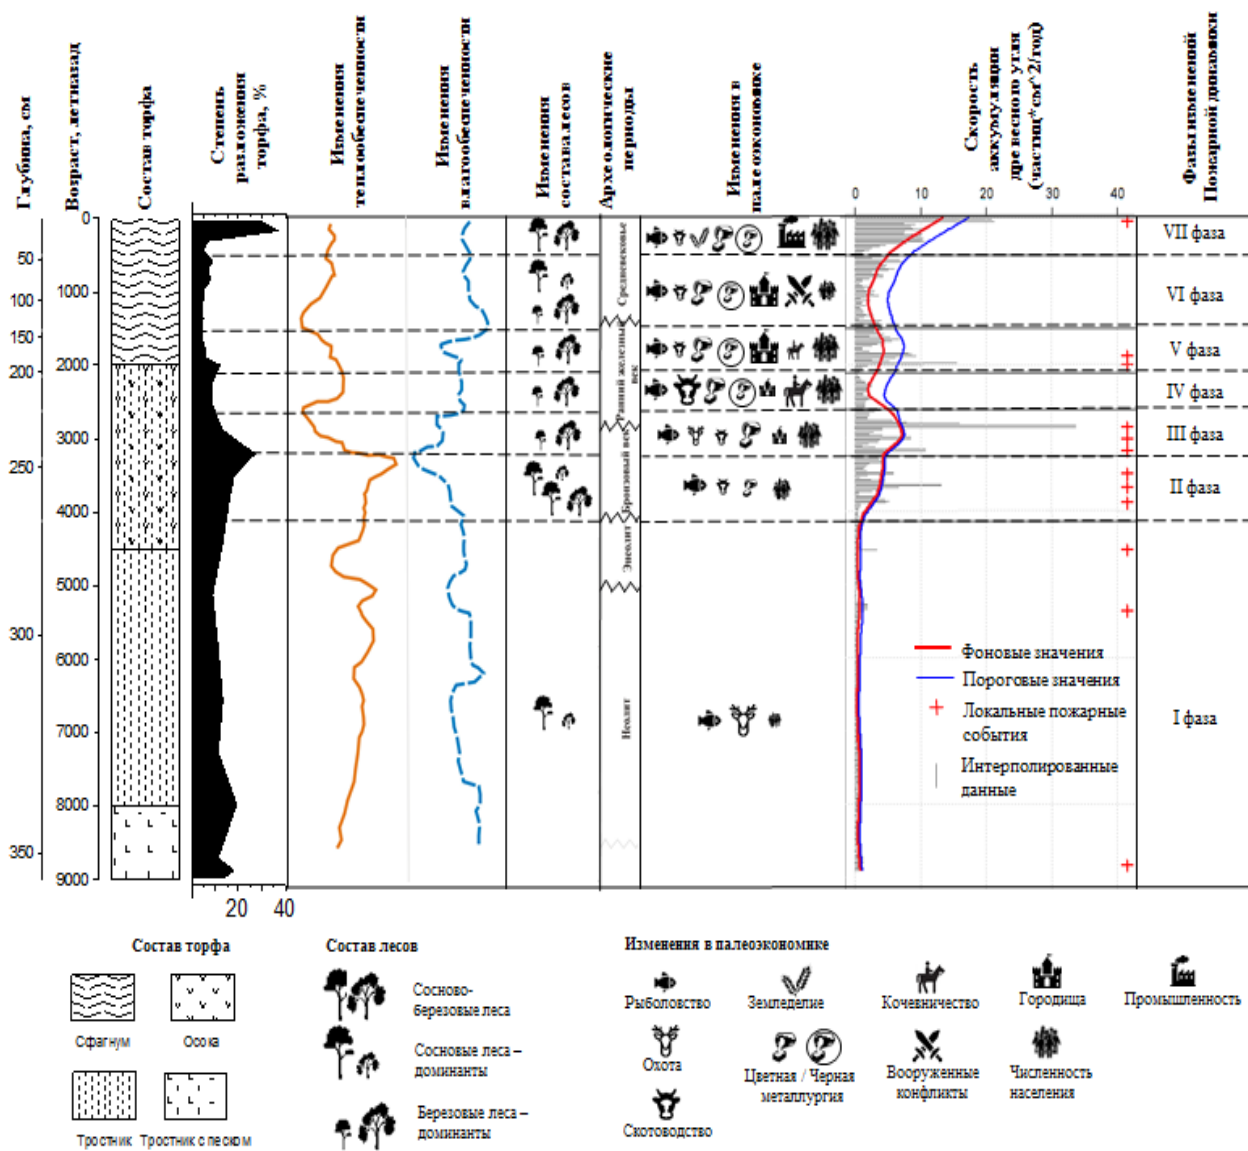 Глубина, см
Возраст, лет назад
Состав торфа
Степень
разложения
торфа, %
Изменения
теплообеспеченности
Изменения
влагообеспеченности
Изменения
состава лесов
Археологические
периоды
Изменения в
палеоэкономике
Скорость
аккумуляции
древесного угля
(частиц*см^2/год)
Фазы изменений
Пожарной динамики
0 10 20 30 40
0
50
1000
100
150
2000
200
3000
250
4000
5000
300
6000
7000
8000
350
9000
20 40
Средневековье
Ранний железный
век
Бронзовый век
Энеолит
Неолит
VII фаза
VI фаза
V фаза
IV фаза
III фаза
II фаза
I фаза
Фоновые значения
Пороговые значения
Локальные пожарные
события
Интерполированные
данные
Состав торфа
Сфагнум
Осока
Тростник
Тростник с песком
Состав лесов
Сосново-
березовые леса
Сосновые леса –
доминанты
Березовые леса –
доминанты
Изменения в палеоэкономике
Рыболовство
Земледелие
Кочевничество
Городища
Промышленность
Охота
Цветная / Черная
металлургия
Вооруженные
конфликты
Численность
населения
Скотоводство